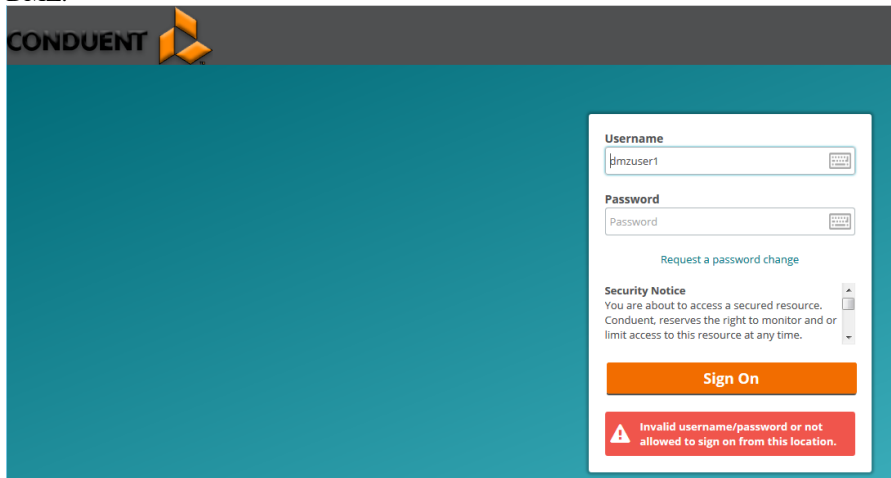 CONDUENT
Username
dmzuser1
Password
Password
Request a password change
Security Notice
You are about to access a secured resource.
Conduent, reserves the right to monitor and or
limit access to this resource at any time.
Sign On
Invalid username/password or not
allowed to sign on from this location.